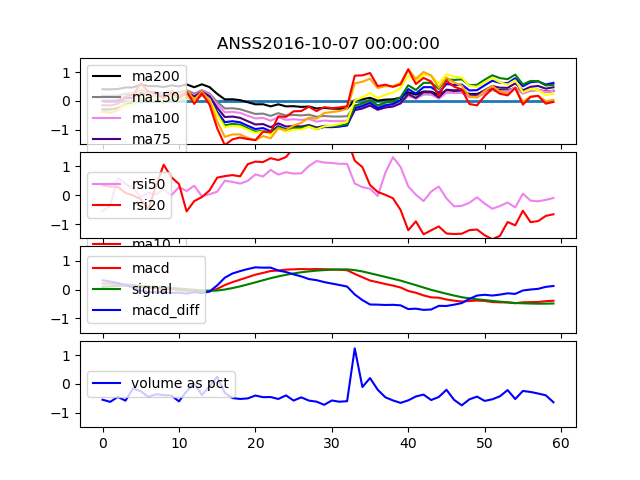 ANSS2016-10-07 00:00:00
1
0
−1
ma200
ma150
ma100
ma75
1
0
−1
rsi50
rsi20
ma10
1
0
−1
macd
signal
macd_diff
1
0
−1
volume as pct
0 10 20 30 40 50 60